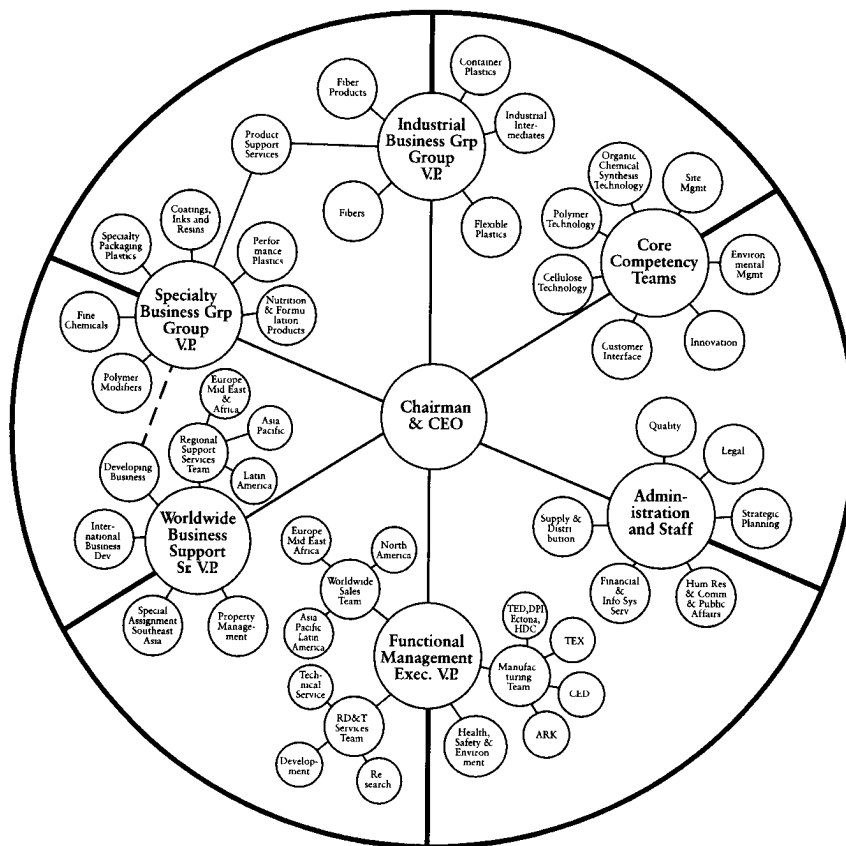 Container
Plastics
Fiber
Products
Industrial
Business Grp
Group
V.P.
Industrial
Inter-
mediates
Product
Support
Services
Fibers
Flexible
Plastics
Organic
Chemical
Synthesis
Technology
Site
Mgmt
Polymer
Technology
Core
Competency
Teams
Environ
mental
Mgmt
Cellulose
Technology
Customer
Interface
Innovation
Coatings,
Inks and
Resins
Specialty
Packaging
Plastics
Perfor
mance
Plastics
Specialty
Business Grp
Group
V.P.
Fine
Chemicals
Nutrition
& Formu
lation
Products
Polymer
Modifiers
Chairman
& CEO
Europe
Mid East
&
Africa
Asia
Pacific
Regional
Support
Services
Team
Latin
America
Developing
Business
Worldwide
Business
Support
Sr. V.P.
Inter-
national
Business
Dev
Special
Assignment
Southeast
Asia
Property
Manage-
ment
Quality
Legal
Admin-
istration
and Staff
Strategic
Planning
Supply &
Distri
bution
Financial
&
Info Sys
Serv
Hum Res
& Comm
& Public
Affairs
Europe
Mid East
Africa
North
America
Worldwide
Sales
Team
Asia
Pacific
Latin
America
Functional
Management
Exec. V.P.
TED,DPI
Ectona,
HDC
TEX
Manufac
turing
Team
CED
ARK
Tech-
nical
Service
RD&T
Services
Team
Develop-
ment
Re
search
Health,
Safety &
Environ
ment